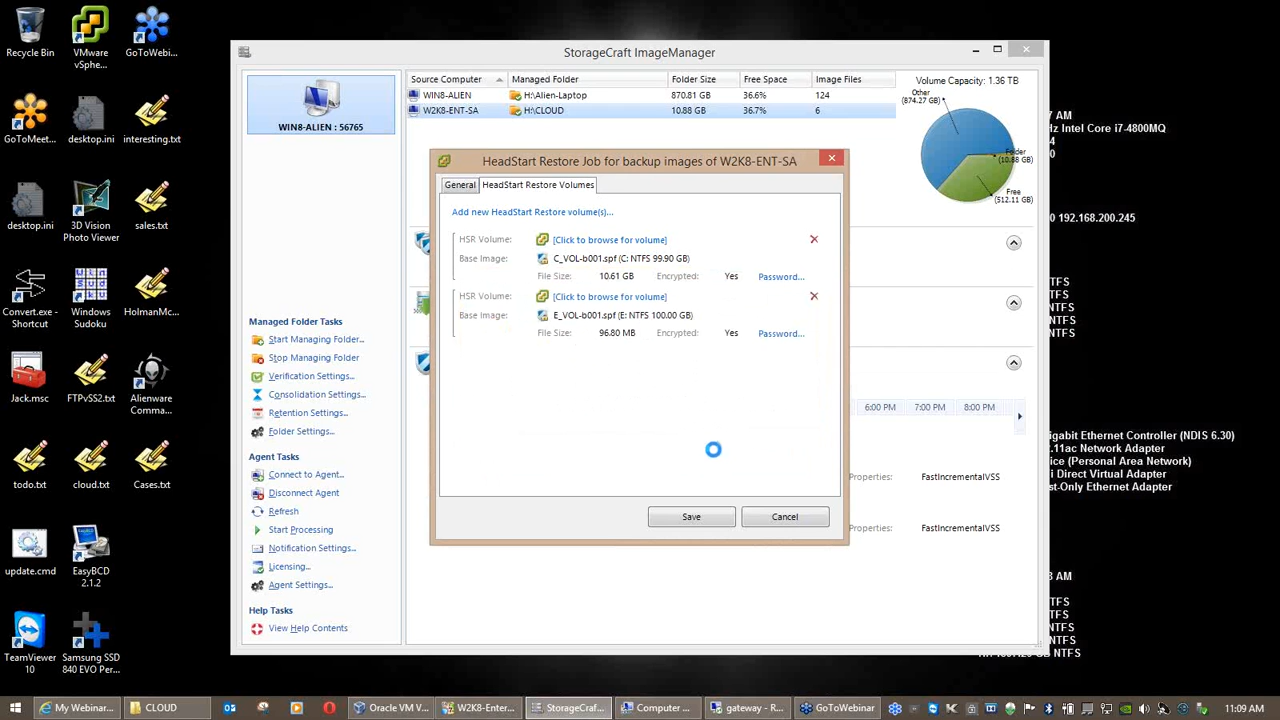 Recycle Bin
VMware vSphe...
GoToWebi...
GoToMeet...
desktop.ini
interesting.txt
desktop.ini
3D Vision Photo Viewer
sales.txt
Convert.exe - Shortcut
Windows Sudoku
HolmanMc...
Jack.msc
FTPvSS2.txt
Alienware Comma...
todo.txt
cloud.txt
Cases.txt
update.cmd
EasyBCD 2.1.2
TeamViewer 10
Samsung SSD 840 EVO Per...
StorageCraft ImageManager
WIN8-ALIEN : 56765
Managed Folder Tasks
Start Managing Folder...
Stop Managing Folder
Verification Settings...
Consolidation Settings...
Retention Settings...
Folder Settings...
Agent Tasks
Connect to Agent...
Disconnect Agent
Refresh
Start Processing
Notification Settings...
Licensing...
Agent Settings...
Help Tasks
View Help Contents
Source Computer Managed Folder Folder Size Free Space Image Files
WIN8-ALIEN H:\Alien-Laptop 870.81 GB 36.6% 124
W2K8-ENT-SA H:\CLOUD 10.88 GB 36.7% 6
Volume Capacity: 1.36 TB
Other
(874.27 GB)
Folder
(10.88 GB)
Free
(512.11 GB)
HeadStart Restore Job for backup images of W2K8-ENT-SA
General HeadStart Restore Volumes
Add new HeadStart Restore volume(s)...
HSR Volume: [Click to browse for volume]
Base Image: C_VOL-b001.spf (C: NTFS 99.90 GB)
File Size: 10.61 GB Encrypted: Yes Password...
HSR Volume: [Click to browse for volume]
Base Image: E_VOL-b001.spf (E: NTFS 100.00 GB)
File Size: 96.80 MB Encrypted: Yes Password...
Save Cancel
6:00 PM 7:00 PM 8:00 PM
Properties: FastIncrementalVSS
Properties: FastIncrementalVSS
7 AM
Hz Intel Core i7-4800MQ
4
0
0 192.168.200.245
NTFS
NTFS
NTFS
NTFS
igabit Ethernet Controller (NDIS 6.30)
.11ac Network Adapter
ice (Personal Area Network)
i Direct Virtual Adapter
st-Only Ethernet Adapter
8 AM
TFS
TFS
NTFS
NTFS
GB NTFS
My Webinar... CLOUD Oracle VM V... W2K8-Enter... StorageCraf... Computer ... gateway - R... GoToWebinar 11:09 AM